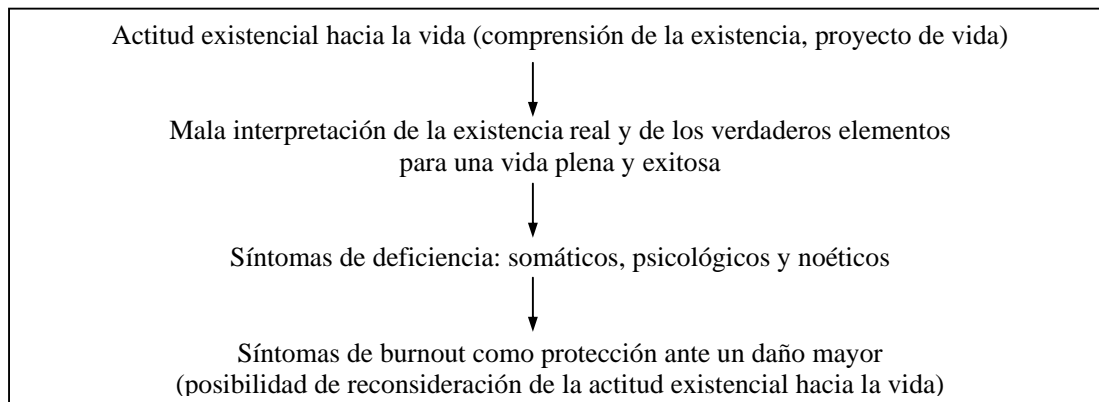 Actitud existencial hacia la vida (comprensión de la existencia, proyecto de vida)
Mala interpretación de la existencia real y de los verdaderos elementos
para una vida plena y exitosa
Síntomas de deficiencia: somáticos, psicológicos y noéticos
Síntomas de burnout como protección ante un daño mayor
(posibilidad de reconsideración de la actitud existencial hacia la vida)